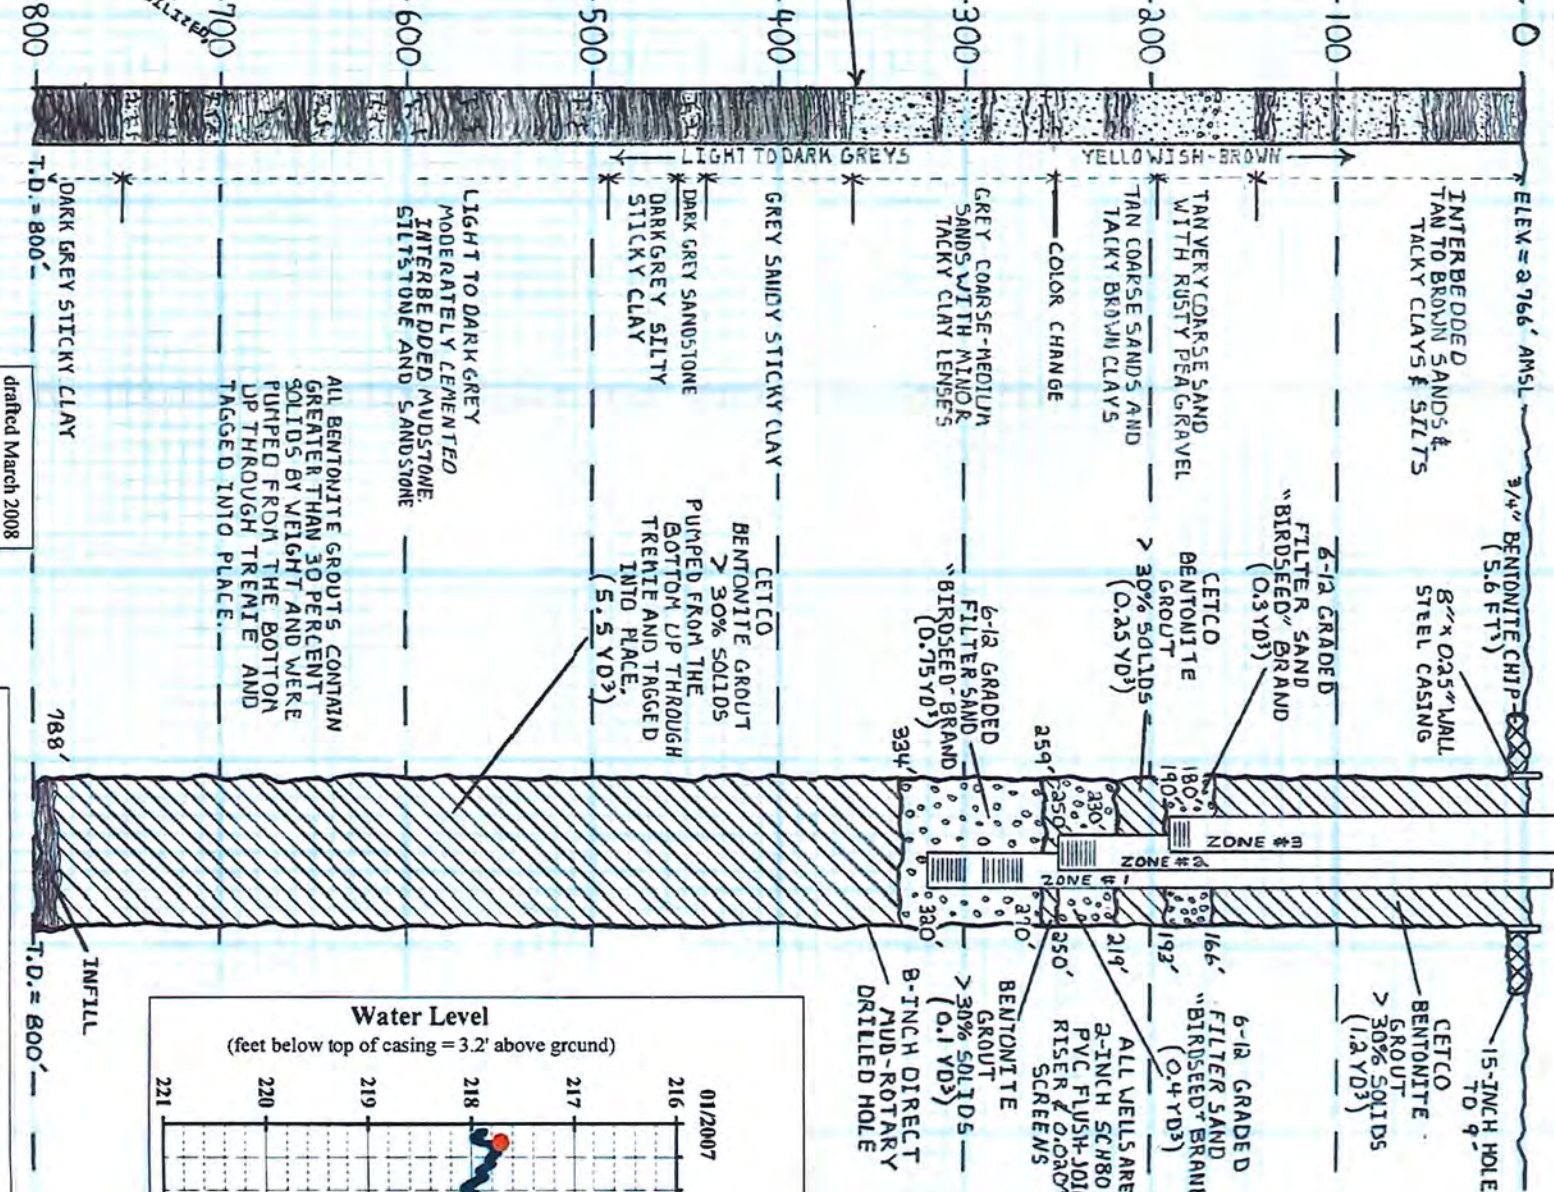 0
100
200
300
400
500
600
700
800
ELEV.= 2766' AMSL
INTERBEDDED
TAN TO BROWN SANDS &
TACKY CLAYS & SILTS
YELLOWISH-BROWN
TAN VERY COARSE SAND
WITH RUSTY PEA GRAVEL
TAN COARSE SANDS AND
TACKY BROWN CLAYS
COLOR CHANGE
GREY COARSE-MEDIUM
SANDS WITH MINOR
TACKY CLAY LENSES
LIGHT TO DARK GREYS
GREY SANDY STICKY CLAY
DARK GREY SANDSTONE
DARK GREY SILTY
STICKY CLAY
LIGHT TO DARK GREY
MODERATELY CEMENTED
INTERBEDDED MUDSTONE,
SILTSTONE AND SANDSTONE
DARK GREY STICKY CLAY
T.D.= 800'
3/4" BENTONITE CHIP
(5.6 FT³)
8" x 0.25" WALL
STEEL CASING
6-12 GRADED
FILTER SAND
"BIRDSEED" BRAND
(0.3 YD³)
CETCO
BENTONITE
GROUT
> 30% SOLIDS
(0.25 YD³)
6-12 GRADED
FILTER SAND
"BIRDSEED BRAND
(0.75 YD³)
CETCO
BENTONITE GROUT
> 30% SOLIDS
PUMPED FROM THE
BOTTOM UP THROUGH
TREMIE AND TAGGED
INTO PLACE.
(5.5 YD³)
ALL BENTONITE GROUTS CONTAIN
GREATER THAN 30 PERCENT
SOLIDS BY WEIGHT AND WERE
PUMPED FROM THE BOTTOM
UP THROUGH TREMIE AND
TAGGED INTO PLACE.
180'
190'
230'
250'
259'
334'
788'
ZONE #3
ZONE #2
ZONE #1
270'
320'
166'
193'
219'
250'
15-INCH HOLE
TO 9'
CETCO
BENTONITE
GROUT
> 30% SOLIDS
(1.2 YD³)
6-12 GRADED
FILTER SAND
"BIRDSEED" BRAND
(0.4 YD³)
ALL WELLS ARE
2-INCH SCH80
PVC FLUSH-JOI
RISER & 0.020"
SCREENS
BENTONITE
GROUT
>30% SOLIDS
(0.1 YD³)
8-INCH DIRECT
MUD-ROTARY
DRILLED HOLE
INFILL
T.D.= 800'
drafted March 2008
Water Level
(feet below top of casing = 3.2' above ground)
01/2007
216
217
218
219
220
221